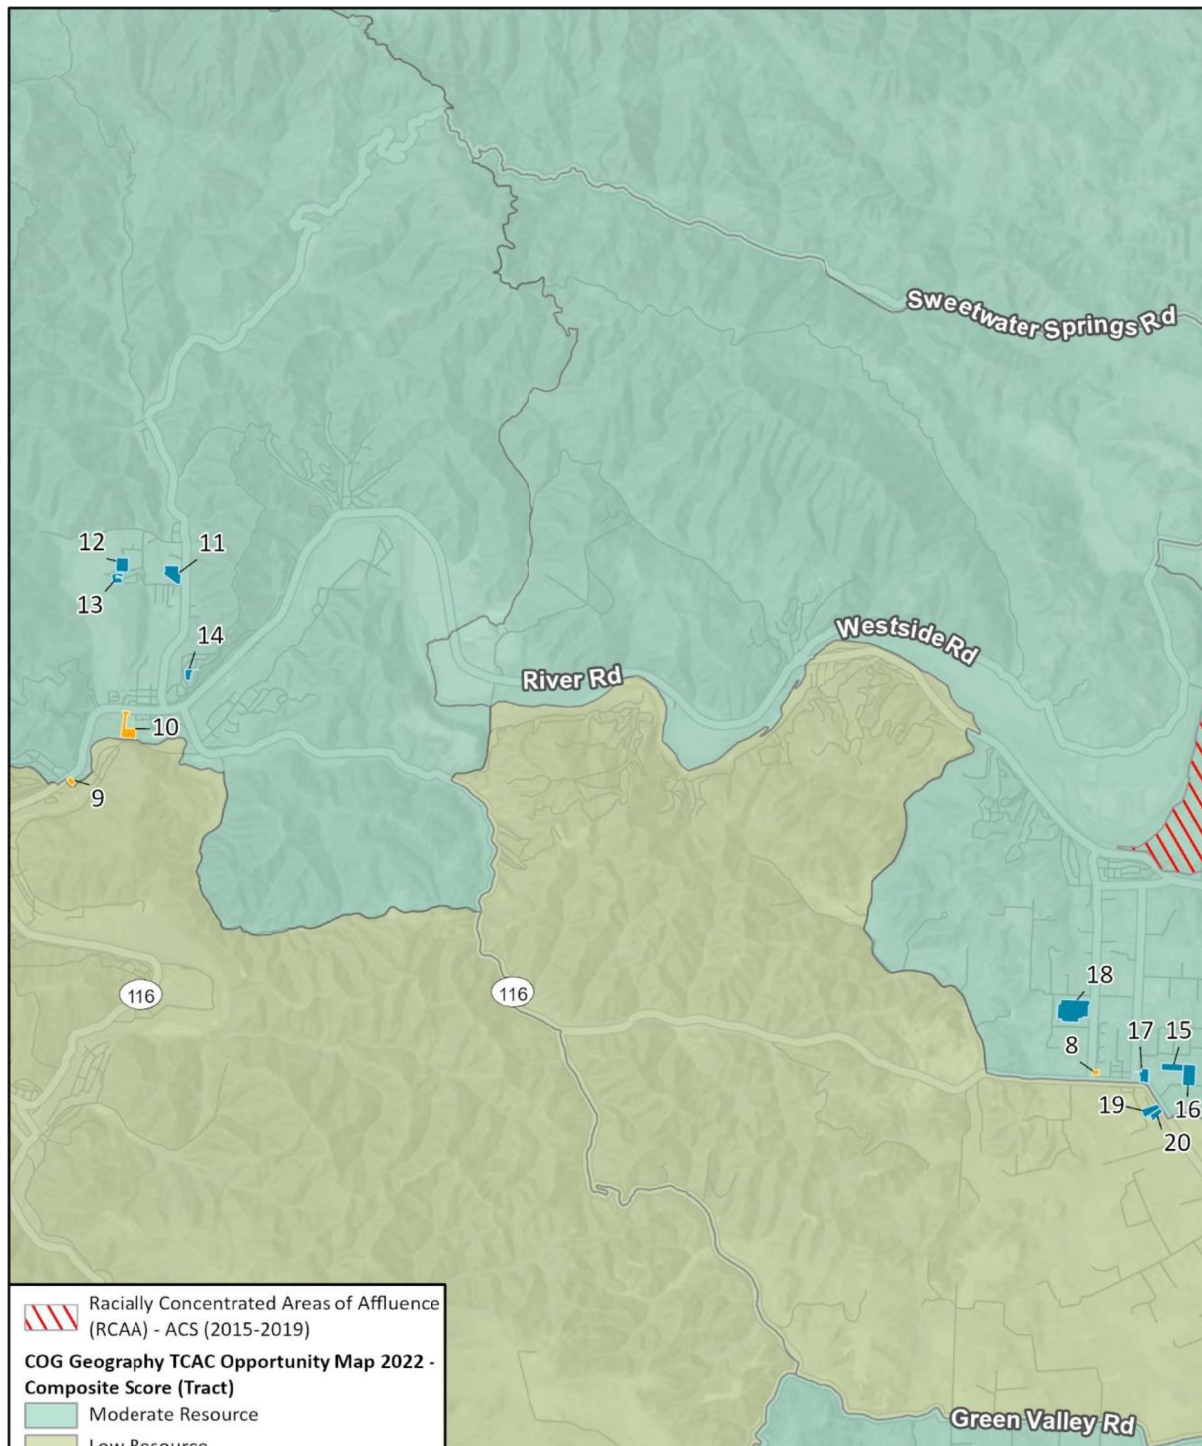 Sweetwater Springs Rd
12
11
13
14
Westside Rd
River Rd
10
9
18
116
116
8
17
15
19
16
20
Racially Concentrated Areas of Affluence
(RCAA) - ACS (2015-2019)
COG Geography TCAC Opportunity Map 2022 -
Composite Score (Tract)
Moderate Resource
Green Valley Rd
Low Resource